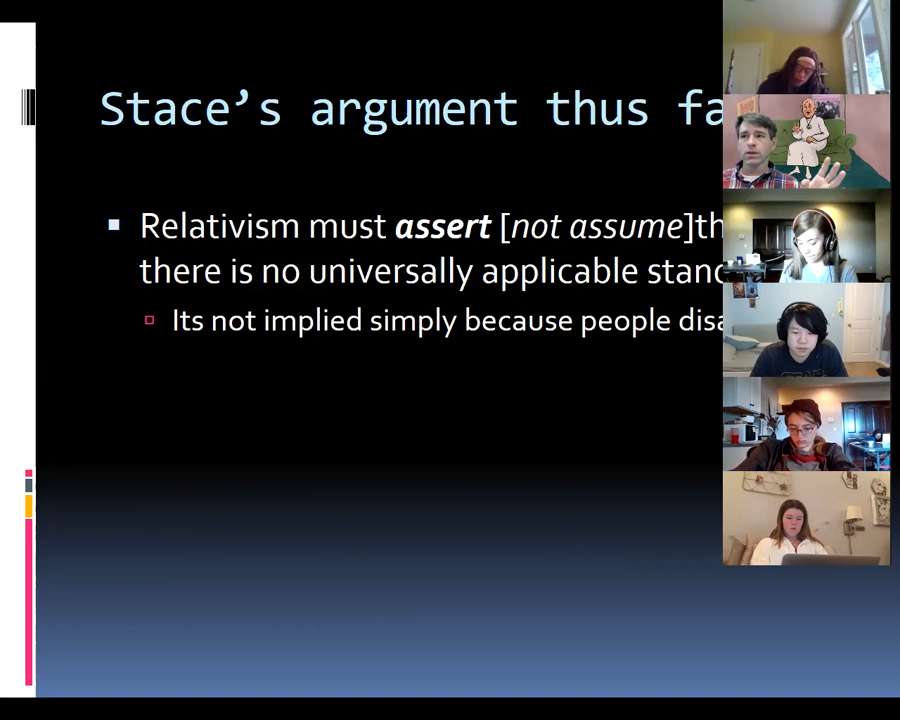 Stace’s argument thus fa
Relativism must assert [not assume]th
there is no universally applicable stand
Its not implied simply because people disa